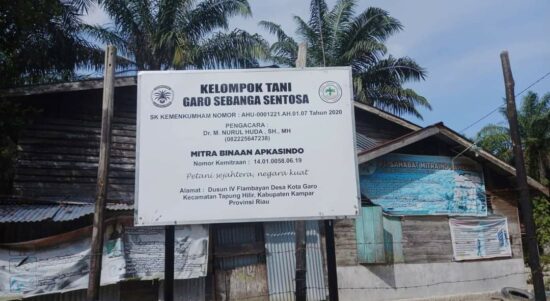 KELOMPOK TANI
GARO SEBANGA SENTOSA
SK KEMENKUMHAM NOMOR : AHU-0001221.AH.01.07 Tahun 2020
PENGACARA :
Dr. M. NURUL HUDA , SH., MH
(082225647238)
MITRA BINAAN APKASINDO
Nomor Kemitraan : 14.01.0058.06.19
Petani sejahtera, negara kuat
Alamat : Dusun IV Flambayan Desa Kota Garo
Kecamatan Tapung Hilir, Kabupaten Kampar
Provinsi Riau